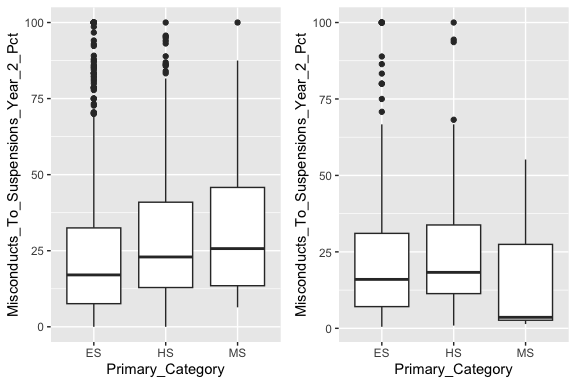 Misconducts_To_Suspensions_Year_2_Pct
100
75
50
25
0
ES
HS
MS
Primary_Category
Misconducts_To_Suspensions_Year_2_Pct
100
75
50
25
0
ES
HS
MS
Primary_Category